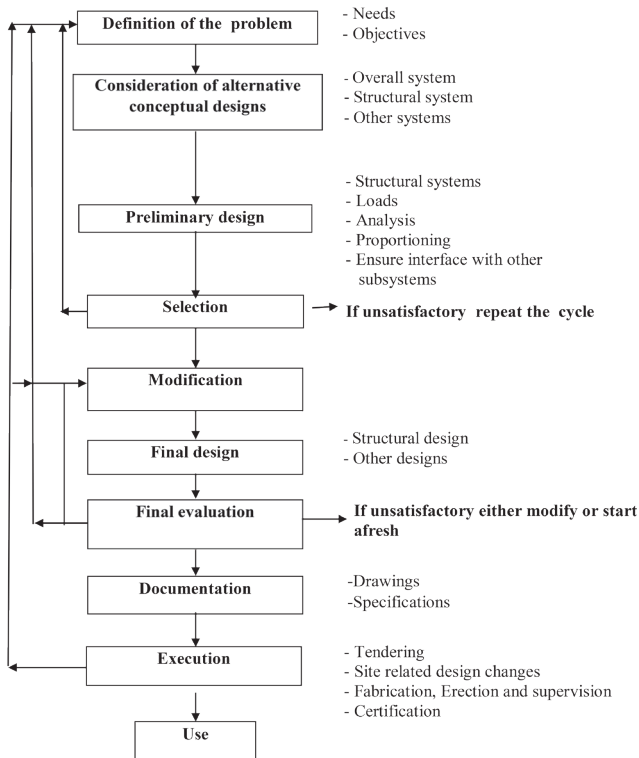 Definition of the problem
- Needs
- Objectives
Consideration of alternative
conceptual designs
- Overall system
- Structural system
- Other systems
Preliminary design
- Structural systems
- Loads
- Analysis
- Proportioning
- Ensure interface with other
subsystems
Selection
If unsatisfactory repeat the cycle
Modification
Final design
- Structural design
- Other designs
Final evaluation
If unsatisfactory either modify or start
afresh
Documentation
-Drawings
-Specifications
Execution
- Tendering
- Site related design changes
- Fabrication, Erection and supervision
- Certification
Use